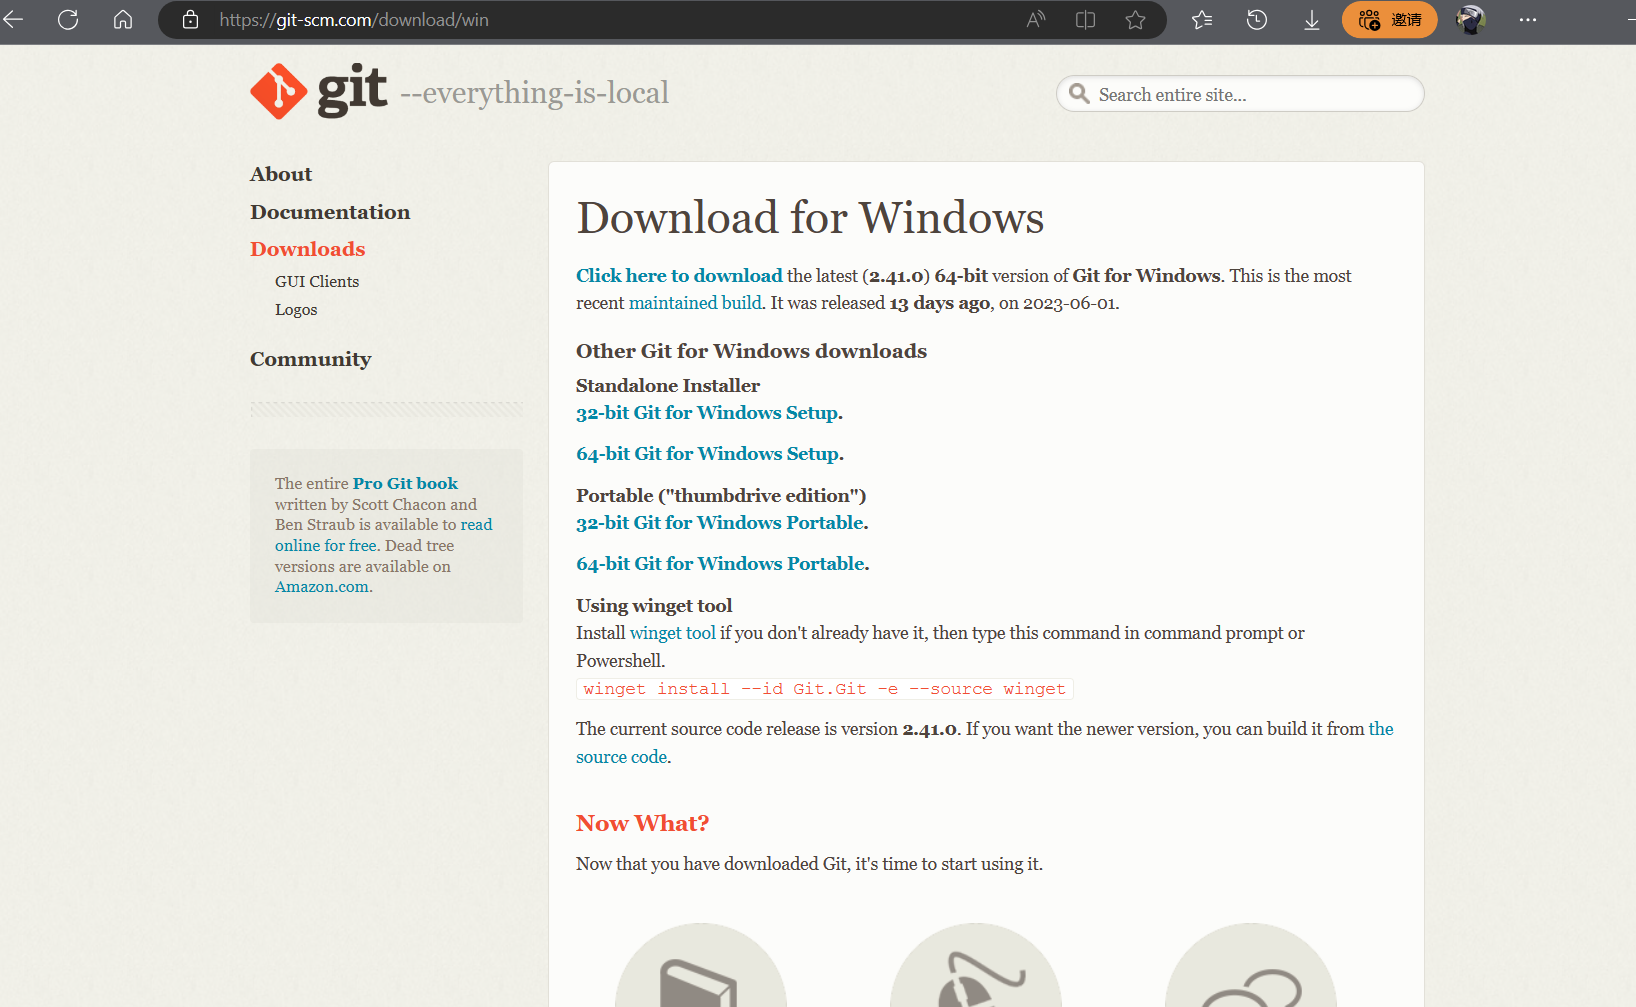 https://git-scm.com/download/win
邀请
git --everything-is-local
Search entire site...
About
Documentation
Downloads
GUI Clients
Logos
Community
The entire Pro Git book
written by Scott Chacon and
Ben Straub is available to read
online for free. Dead tree
versions are available on
Amazon.com.
Download for Windows
Click here to download the latest (2.41.0) 64-bit version of Git for Windows. This is the most
recent maintained build. It was released 13 days ago, on 2023-06-01.
Other Git for Windows downloads
Standalone Installer
32-bit Git for Windows Setup.
64-bit Git for Windows Setup.
Portable ("thumbdrive edition")
32-bit Git for Windows Portable.
64-bit Git for Windows Portable.
Using winget tool
Install winget tool if you don't already have it, then type this command in command prompt or
Powershell.
winget install --id Git.Git -e --source winget
The current source code release is version 2.41.0. If you want the newer version, you can build it from the
source code.
Now What?
Now that you have downloaded Git, it's time to start using it.